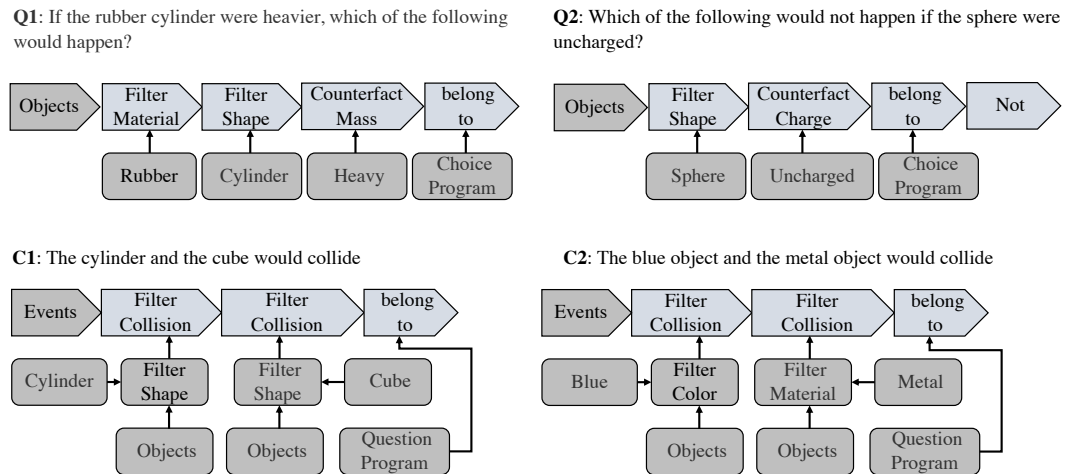 Q1: If the rubber cylinder were heavier, which of the following
would happen?
Objects
Filter
Material
Filter
Shape
Counterfact
Mass
belong
to
Rubber
Cylinder
Heavy
Choice
Program
Q2: Which of the following would not happen if the sphere were
uncharged?
Objects
Filter
Shape
Counterfact
Charge
belong
to
Not
Sphere
Uncharged
Choice
Program
C1: The cylinder and the cube would collide
Events
Filter
Collision
Filter
Collision
belong
to
Cylinder
Filter
Shape
Filter
Shape
Cube
Objects
Objects
Question
Program
C2: The blue object and the metal object would collide
Events
Filter
Collision
Filter
Collision
belong
to
Blue
Filter
Color
Filter
Material
Metal
Objects
Objects
Question
Program